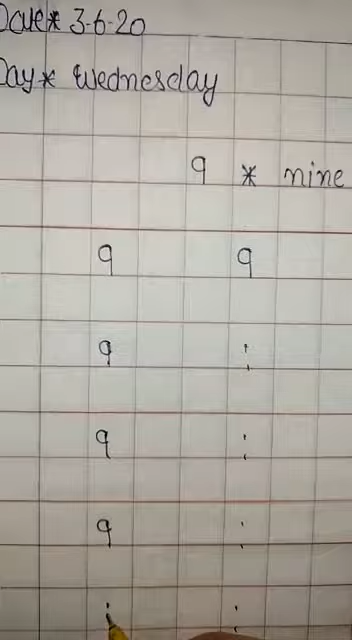 Date* 3-6-20
Day* Wednesday
9 * nine
9 9
9 :
9 :
9 :
. :